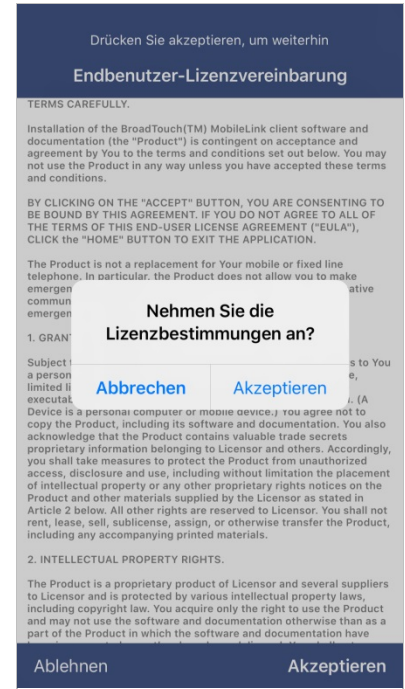 Drücken Sie akzeptieren, um weiterhin
Endbenutzer-Lizenzvereinbarung
TERMS CAREFULLY.
Installation of the BroadTouch(TM) MobileLink client software and
documentation (the "Product") is contingent on acceptance and
agreement by You to the terms and conditions set out below. You may
not use the Product in any way unless you have accepted these terms
and conditions.
BY CLICKING ON THE "ACCEPT" BUTTON, YOU ARE CONSENTING TO
BE BOUND BY THIS AGREEMENT. IF YOU DO NOT AGREE TO ALL OF
THE TERMS OF THIS END-USER LICENSE AGREEMENT ("EULA"),
CLICK the "HOME" BUTTON TO EXIT THE APPLICATION.
The Product is not a replacement for Your mobile or fixed line
telephone. In particular, the Product does not allow you to make
Nehmen Sie die
Lizenzbestimmungen an?
1. GRANT
Subject s to You
a person
limited li
Abbrechen Akzeptieren
executab (A
Device is a personal computer or mobile device.) You agree not to
copy the Product, including its software and documentation. You also
acknowledge that the Product contains valuable trade secrets
proprietary information belonging to Licensor and others. Accordingly,
you shall take measures to protect the Product from unauthorized
access, disclosure and use, including without limitation the placement
of intellectual property or any other proprietary rights notices on the
Product and other materials supplied by the Licensor as stated in
Article 2 below. All other rights are reserved to Licensor. You shall not
rent, lease, sell, sublicense, assign, or otherwise transfer the Product,
including any accompanying printed materials.
2. INTELLECTUAL PROPERTY RIGHTS.
The Product is a proprietary product of Licensor and several suppliers
to Licensor and is protected by various intellectual property laws,
including copyright law. You acquire only the right to use the Product
and may not use the software and documentation otherwise than as a
part of the Product in which the software and documentation have
Ablehnen Akzeptieren